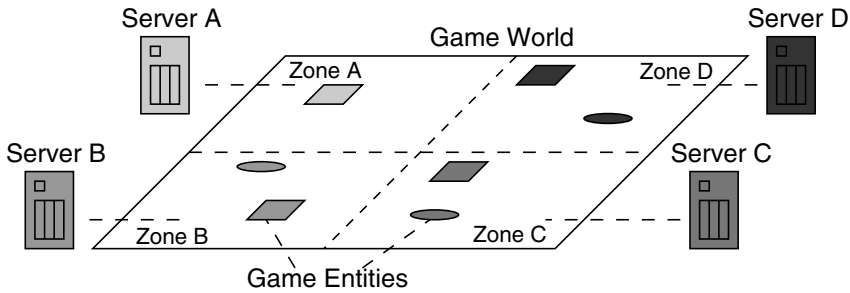 Server A
Server D
Game World
Zone A
Zone D
Server B
Server C
Zone B
Zone C
Game Entities